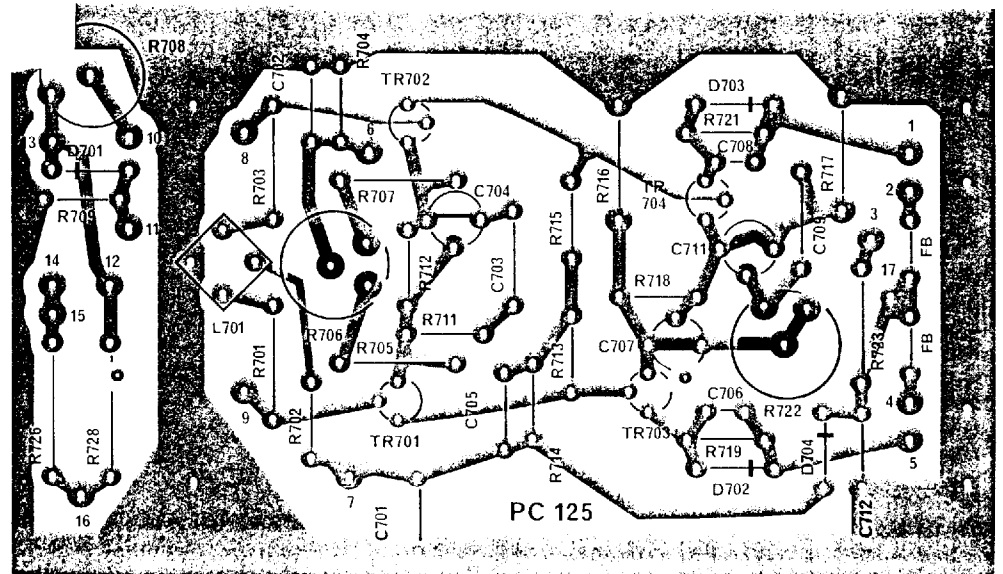 R708
C702
R704
TR702
D703
R721
C708
1
13
10
D701
8
6
R703
R707
C704
R716
TR 704
R717
2
3
R709
11
R715
C711
C709
FB
14
12
15
R712
C703
R718
17
L701
R706
R711
R705
R713
C707
R723
FB
R701
9
R702
TR701
C705
C706
R722
4
TR703
R719
D704
5
D702
R726
R728
16
7
C701
R714
PC 125
C712